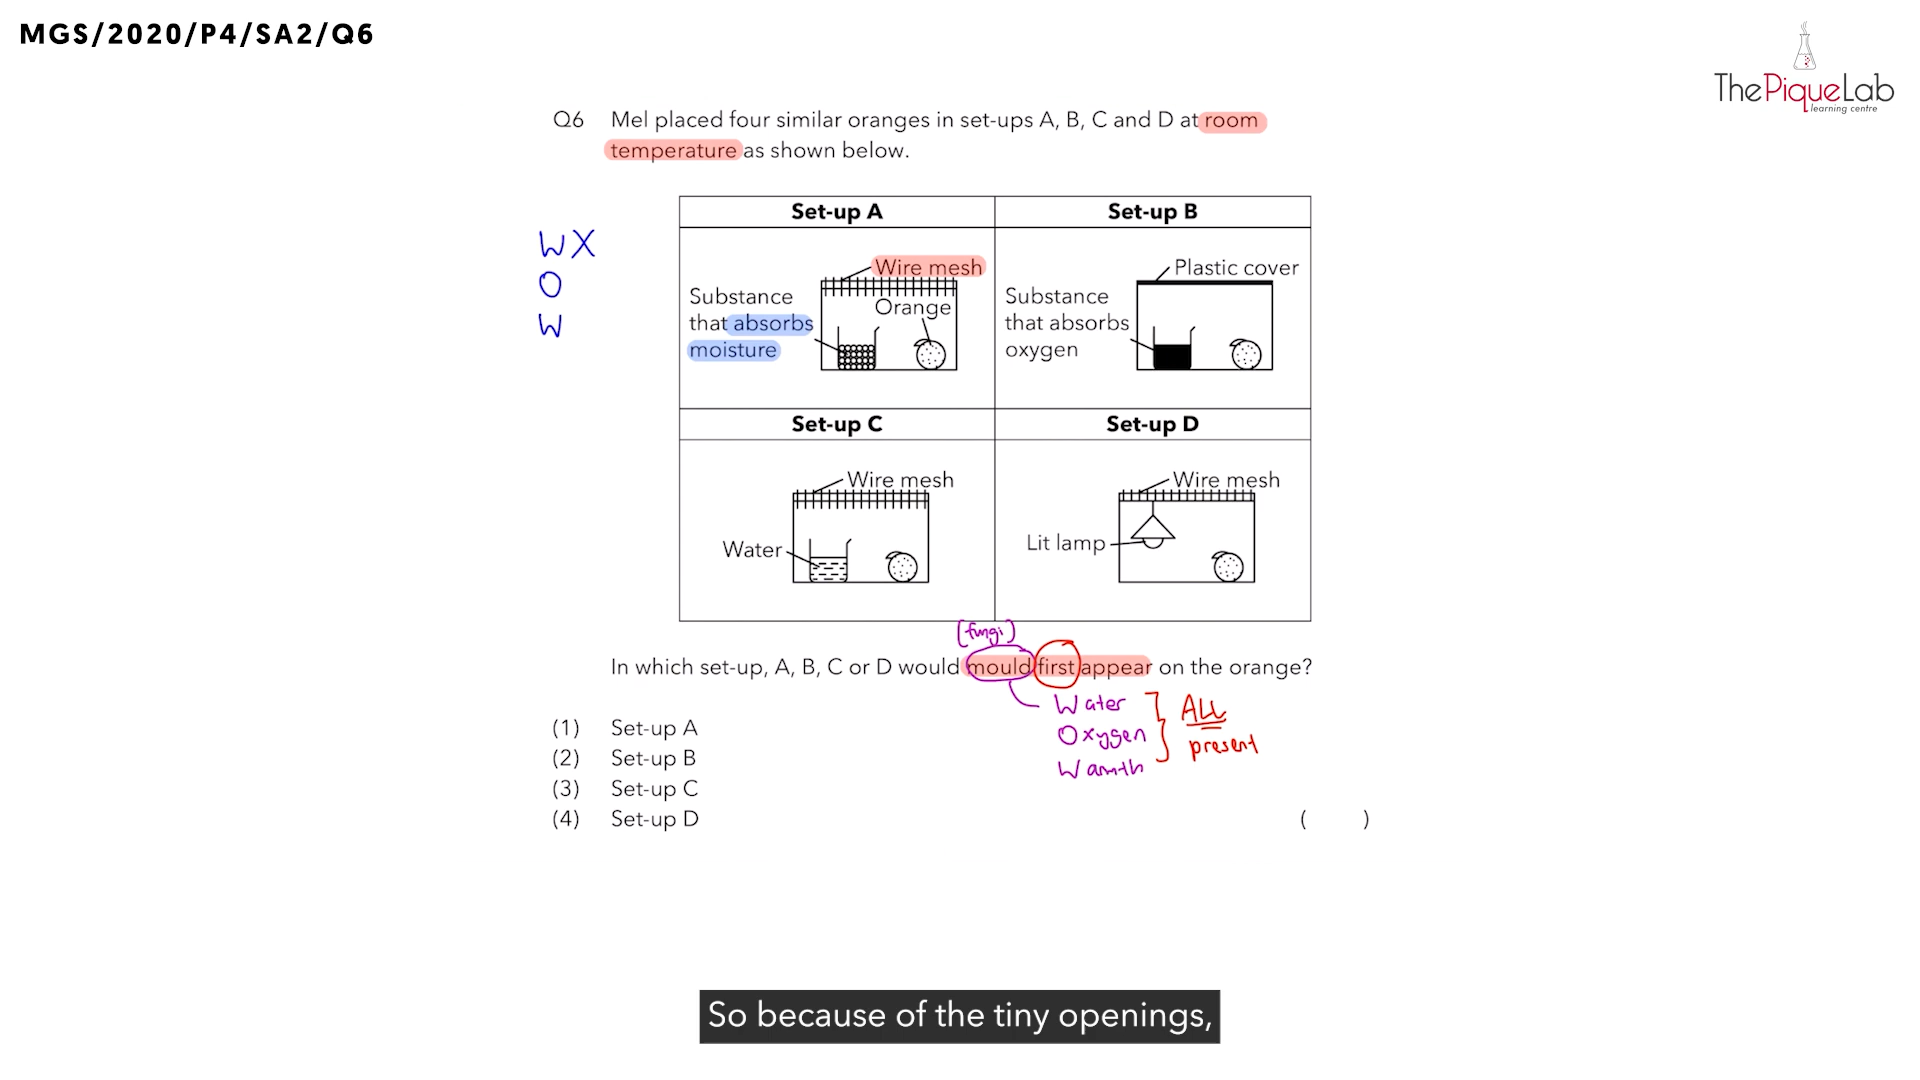 MGS/2020/P4/SA2/Q6
ThePiqueLab
learning centre
Q6 Mel placed four similar oranges in set-ups A, B, C and D at room
temperature as shown below.
Set-up A
Set-up B
W X
O
W
Wire mesh
Orange
Substance
that absorbs
moisture
Plastic cover
Substance
that absorbs
oxygen
Set-up C
Set-up D
Wire mesh
Water
Wire mesh
Lit lamp
(fungi)
In which set-up, A, B, C or D would mould first appear on the orange?
Water
Oxygen
Warmth
ALL
present
(1) Set-up A
(2) Set-up B
(3) Set-up C
(4) Set-up D
( )
So because of the tiny openings,